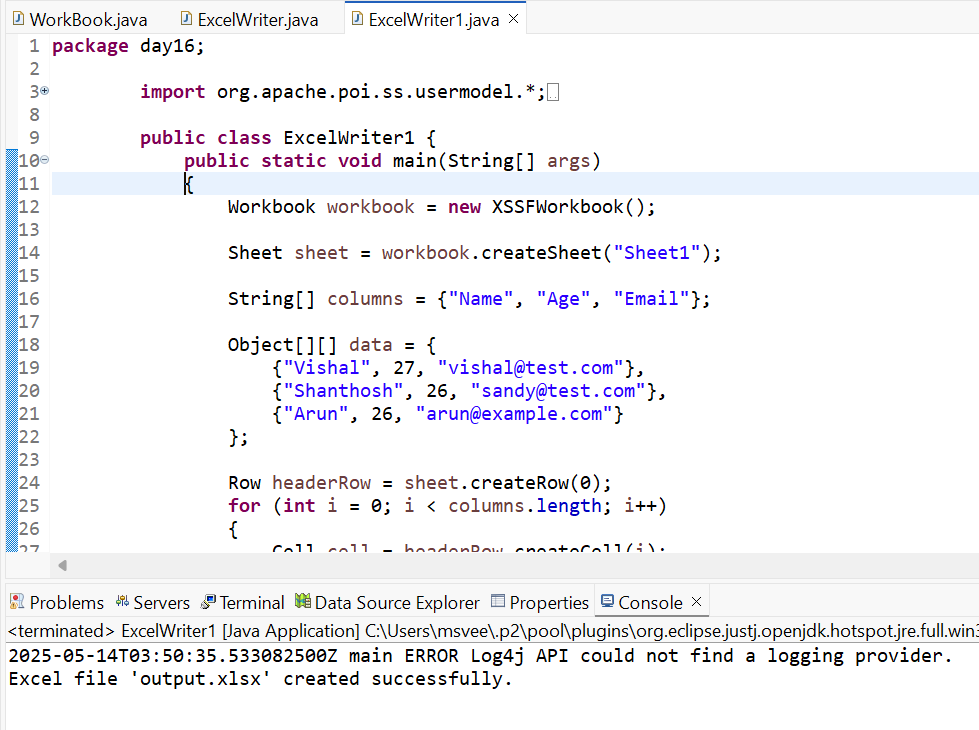 WorkBook.java ExcelWriter.java ExcelWriter1.java
1 package day16;
2
3 import org.apache.poi.ss.usermodel.*;
8
9 public class ExcelWriter1 {
10 public static void main(String[] args)
11 {
12 Workbook workbook = new XSSFWorkbook();
13
14 Sheet sheet = workbook.createSheet("Sheet1");
15
16 String[] columns = {"Name", "Age", "Email"};
17
18 Object[][] data = {
19 {"Vishal", 27, "vishal@test.com"},
20 {"Shanthosh", 26, "sandy@test.com"},
21 {"Arun", 26, "arun@example.com"}
22 };
23
24 Row headerRow = sheet.createRow(0);
25 for (int i = 0; i < columns.length; i++)
26 {
27 Cell cell = headerRow.createCell(i);
Problems Servers Terminal Data Source Explorer Properties Console
<terminated> ExcelWriter1 [Java Application] C:\Users\msvee\.p2\pool\plugins\org.eclipse.justj.openjdk.hotspot.jre.full.win3
2025-05-14T03:50:35.533082500Z main ERROR Log4j API could not find a logging provider.
Excel file 'output.xlsx' created successfully.